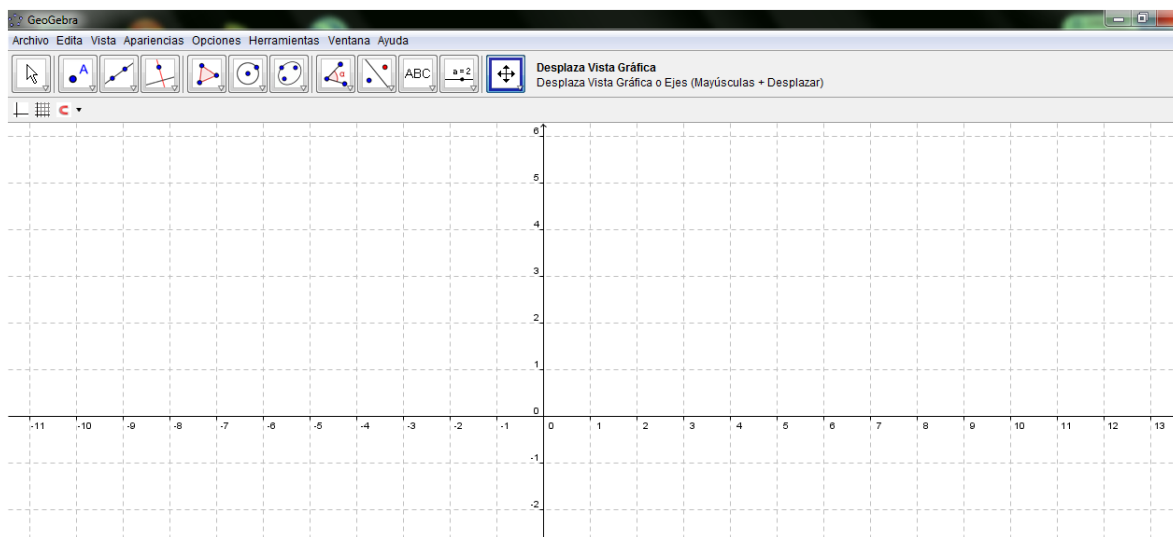 GeoGebra
Archivo Edita Vista Apariencias Opciones Herramientas Ventana Ayuda
A
α
ABC
a=2
Desplaza Vista Gráfica
Desplaza Vista Gráfica o Ejes (Mayúsculas + Desplazar)
6
5
4
3
2
1
0
-11 -10 -9 -8 -7 -6 -5 -4 -3 -2 -1 0 1 2 3 4 5 6 7 8 9 10 11 12 13
-1
-2